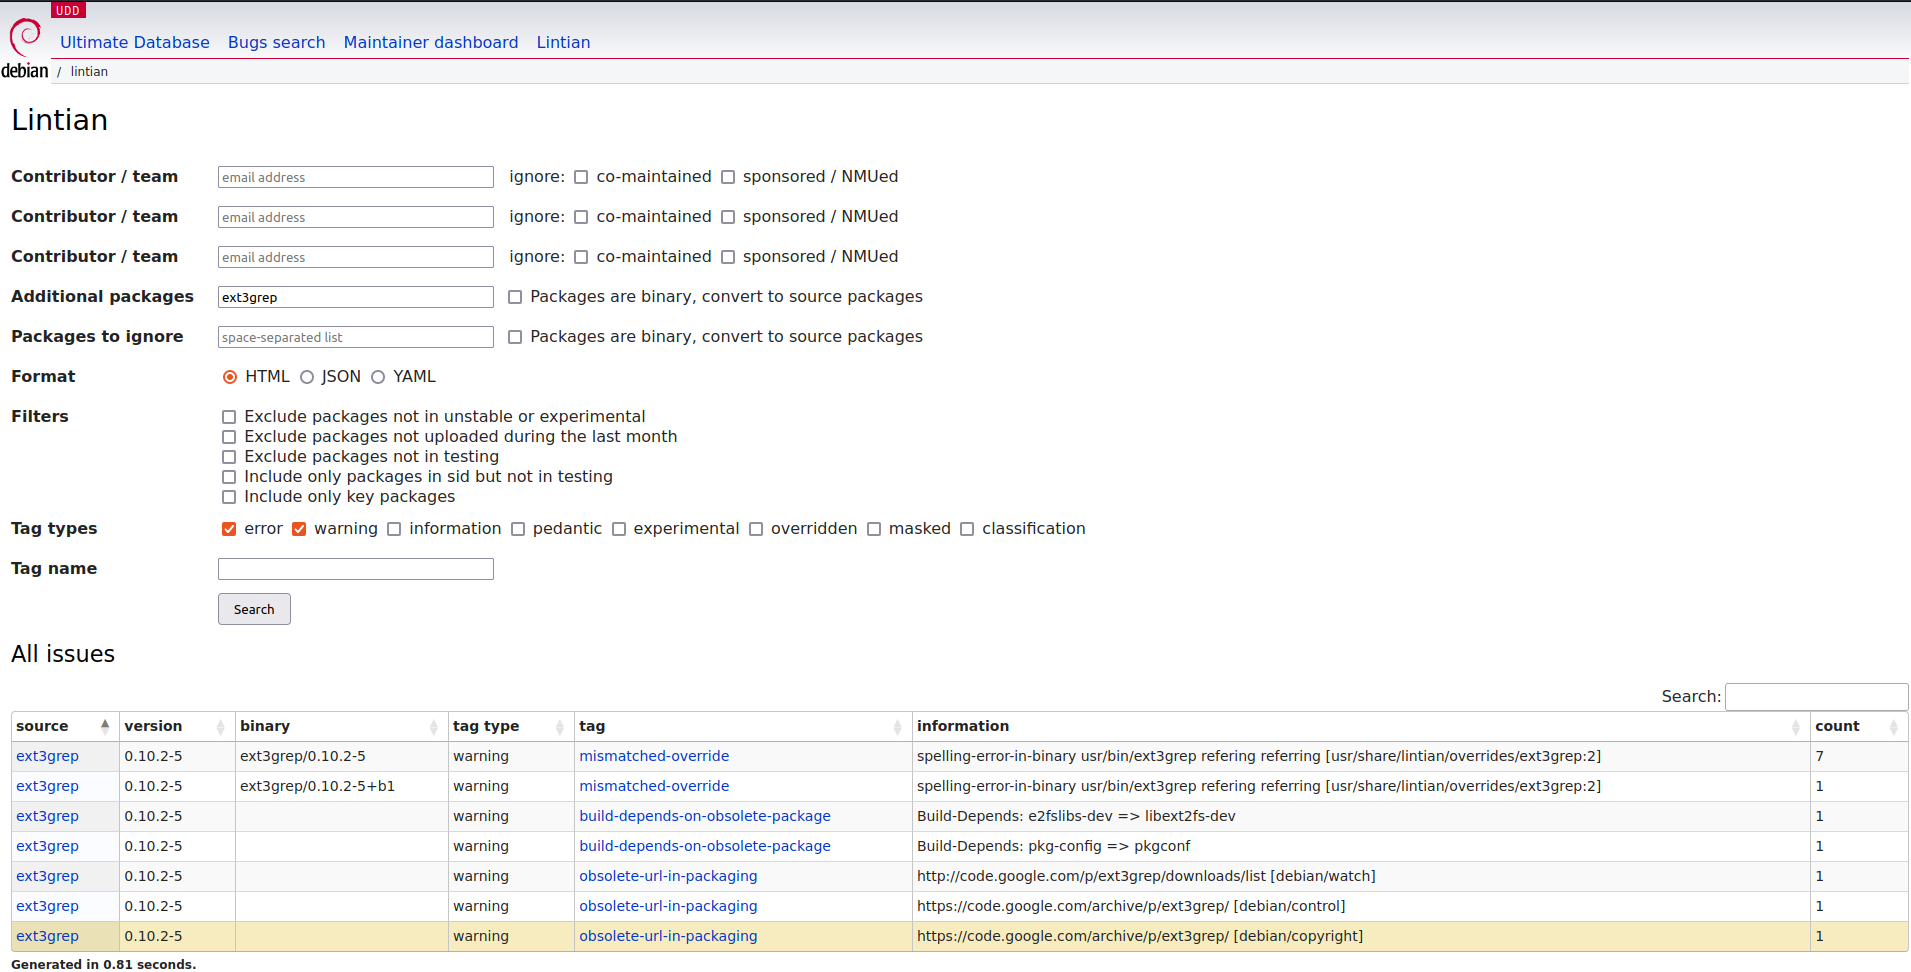 UDD
Ultimate Database Bugs search Maintainer dashboard Lintian
debian / lintian
Lintian
Contributor / team email address ignore: co-maintained sponsored / NMUed
Contributor / team email address ignore: co-maintained sponsored / NMUed
Contributor / team email address ignore: co-maintained sponsored / NMUed
Additional packages ext3grep Packages are binary, convert to source packages
Packages to ignore space-separated list Packages are binary, convert to source packages
Format HTML JSON YAML
Filters Exclude packages not in unstable or experimental
Exclude packages not uploaded during the last month
Exclude packages not in testing
Include only packages in sid but not in testing
Include only key packages
Tag types error warning information pedantic experimental overridden masked classification
Tag name
Search
All issues
Search:
source version binary tag type tag information count
ext3grep 0.10.2-5 ext3grep/0.10.2-5 warning mismatched-override spelling-error-in-binary usr/bin/ext3grep refering referring [usr/share/lintian/overrides/ext3grep:2] 7
ext3grep 0.10.2-5 ext3grep/0.10.2-5+b1 warning mismatched-override spelling-error-in-binary usr/bin/ext3grep refering referring [usr/share/lintian/overrides/ext3grep:2] 1
ext3grep 0.10.2-5 warning build-depends-on-obsolete-package Build-Depends: e2fslibs-dev => libext2fs-dev 1
ext3grep 0.10.2-5 warning build-depends-on-obsolete-package Build-Depends: pkg-config => pkgconf 1
ext3grep 0.10.2-5 warning obsolete-url-in-packaging http://code.google.com/p/ext3grep/downloads/list [debian/watch] 1
ext3grep 0.10.2-5 warning obsolete-url-in-packaging https://code.google.com/archive/p/ext3grep/ [debian/control] 1
ext3grep 0.10.2-5 warning obsolete-url-in-packaging https://code.google.com/archive/p/ext3grep/ [debian/copyright] 1
Generated in 0.81 seconds.